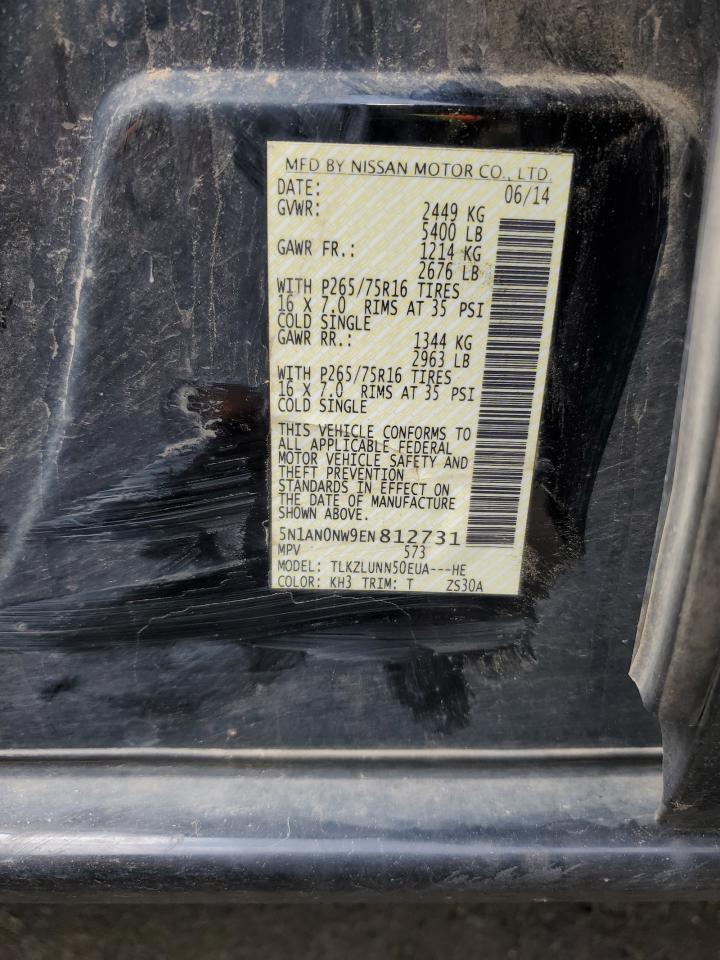 MFD BY NISSAN MOTOR CO., LTD.
DATE: 06/14
GVWR: 2449 KG
5400 LB
GAWR FR.: 1214 KG
2676 LB
WITH P265/75R16 TIRES
16 X 7.0 RIMS AT 35 PSI
COLD SINGLE
GAWR RR.: 1344 KG
2963 LB
WITH P265/75R16 TIRES
16 X 7.0 RIMS AT 35 PSI
COLD SINGLE
THIS VEHICLE CONFORMS TO
ALL APPLICABLE FEDERAL
MOTOR VEHICLE SAFETY AND
THEFT PREVENTION
STANDARDS IN EFFECT ON
THE DATE OF MANUFACTURE
SHOWN ABOVE.
5N1AN0NW9EN812731
MPV 573
MODEL: TLKZLUNN50EUA---HE
COLOR: KH3 TRIM: T ZS30A